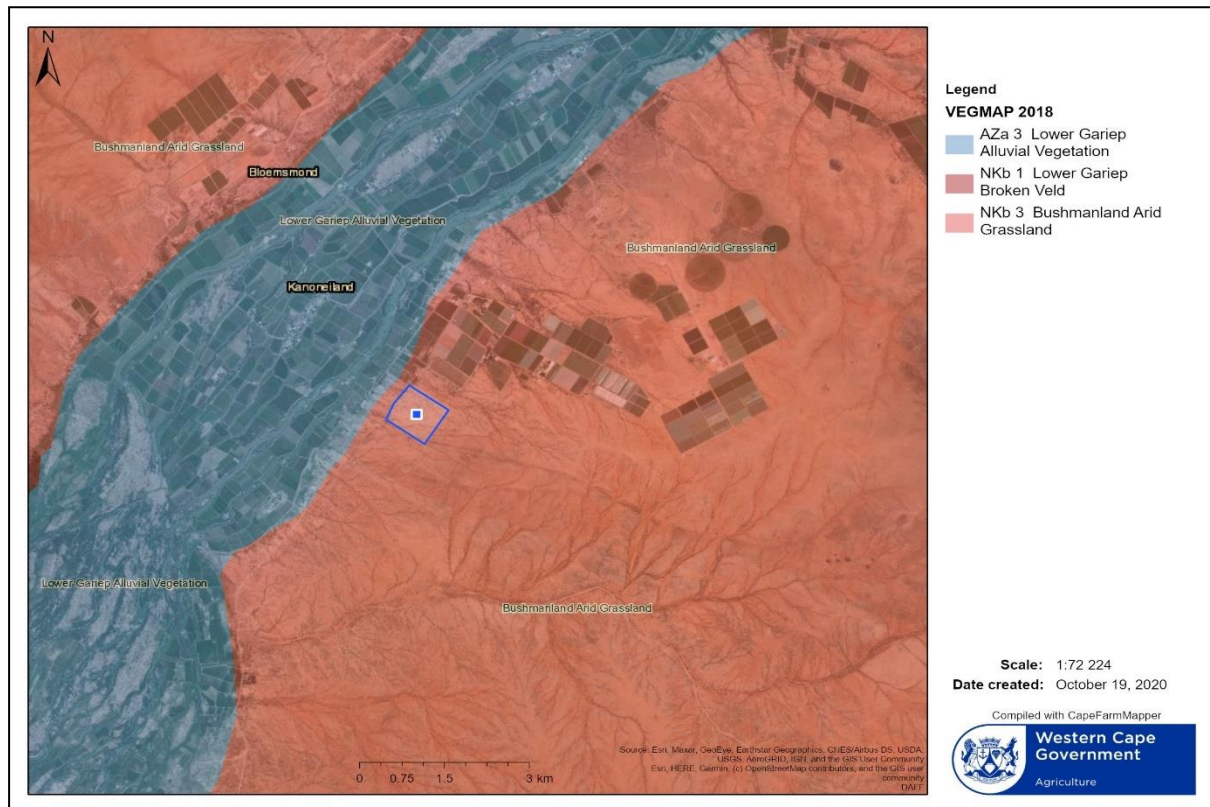 N
Bushmanland Arid Grassland
Bloemsmond
Lower Gariep Alluvial Vegetation
Bushmanland Arid Grassland
Kanoneiland
Lower Gariep Alluvial Vegetation
Bushmanland Arid Grassland
Source: Esri, Maxar, GeoEye, Earthstar Geographics, CNES/Airbus DS, USDA,
USGS, AeroGRID, IGN, and the GIS User Community
Esri, HERE, Garmin, (c) OpenStreetMap contributors, and the GIS user
community
DAFF
0 0.75 1.5 3 km
Legend
VEGMAP 2018
AZa 3 Lower Gariep
Alluvial Vegetation
NKb 1 Lower Gariep
Broken Veld
NKb 3 Bushmanland Arid
Grassland
Scale: 1:72 224
Date created: October 19, 2020
Compiled with CapeFarmMapper
Western Cape
Government
Agriculture